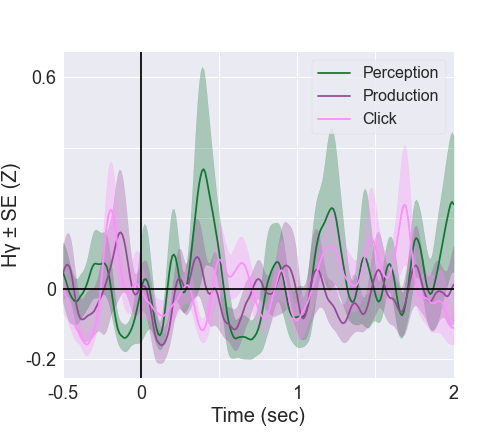 Perception
Production
Click
Hγ ± SE (Z)
0.6
0
-0.2
-0.5
0
1
2
Time (sec)